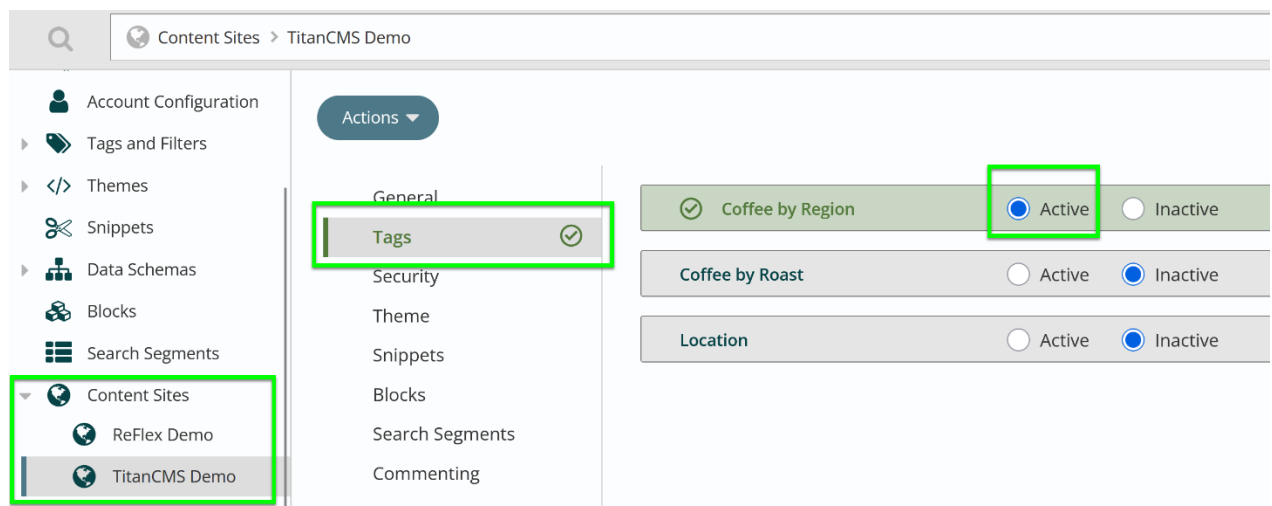 Content Sites > TitanCMS Demo
Account Configuration
Tags and Filters
Themes
Snippets
Data Schemas
Blocks
Search Segments
Content Sites
ReFlex Demo
TitanCMS Demo
Actions
General
Tags
Security
Theme
Snippets
Blocks
Search Segments
Commenting
Coffee by Region Active Inactive
Coffee by Roast Active Inactive
Location Active Inactive